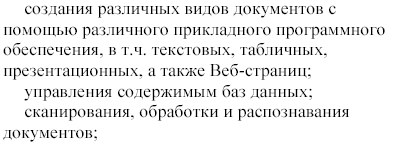 создания различных видов документов с
помощью различного прикладного программного
обеспечения, в т.ч. текстовых, табличных,
презентационных, а также Веб-страниц;
управления содержимым баз данных;
сканирования, обработки и распознавания
документов;